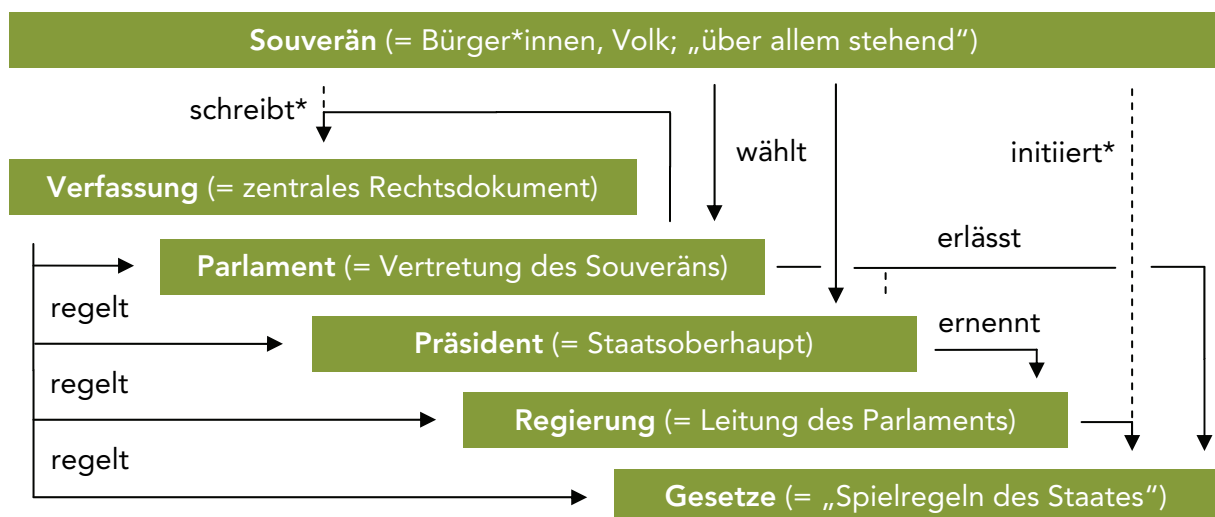 Souverän (= Bürger*innen, Volk; „über allem stehend“)
schreibt*
wählt
initiiert*
Verfassung (= zentrales Rechtsdokument)
erlässt
Parlament (= Vertretung des Souveräns)
regelt
Präsident (= Staatsoberhaupt)
ernennt
regelt
Regierung (= Leitung des Parlaments)
regelt
Gesetze (= „Spielregeln des Staates“)